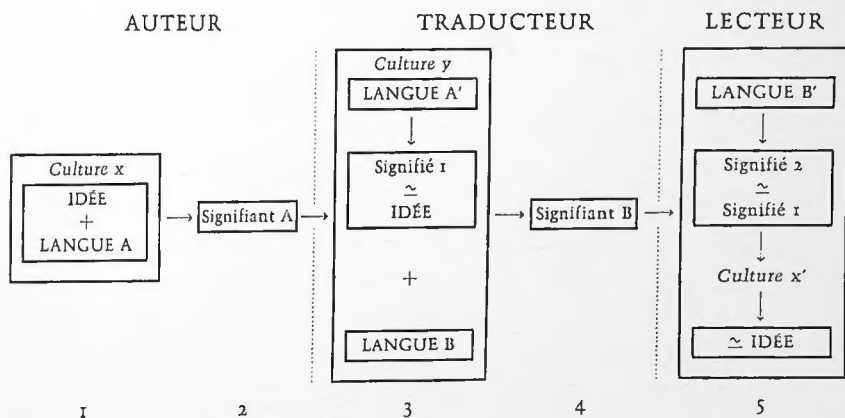 AUTEUR TRADUCTEUR LECTEUR
Culture x
IDÉE
+
LANGUE A
Signifiant A
Culture y
LANGUE A'
Signifié 1
≃
IDÉE
+
LANGUE B
Signifiant B
LANGUE B'
Signifié 2
≃
Signifié 1
Culture x'
≃ IDÉE
1 2 3 4 5